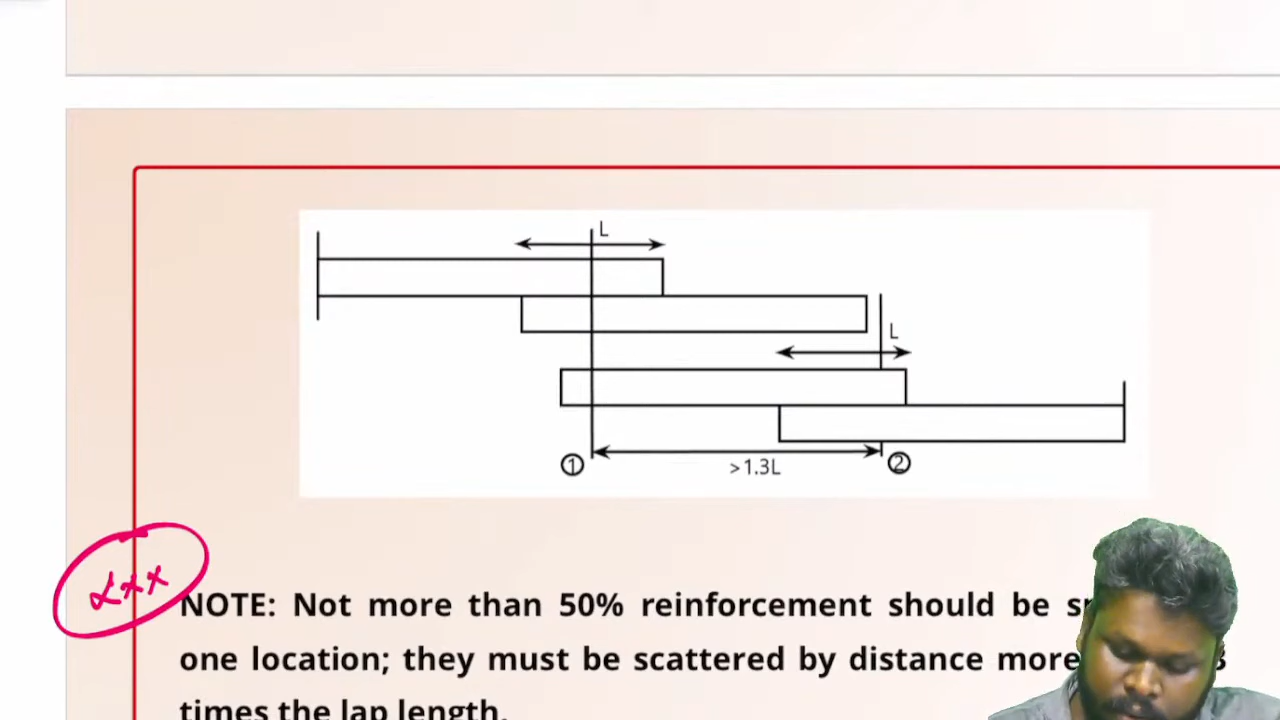 L
L
① ②
>1.3L
NOTE: Not more than 50% reinforcement should be
one location; they must be scattered by distance more
times the lap length.